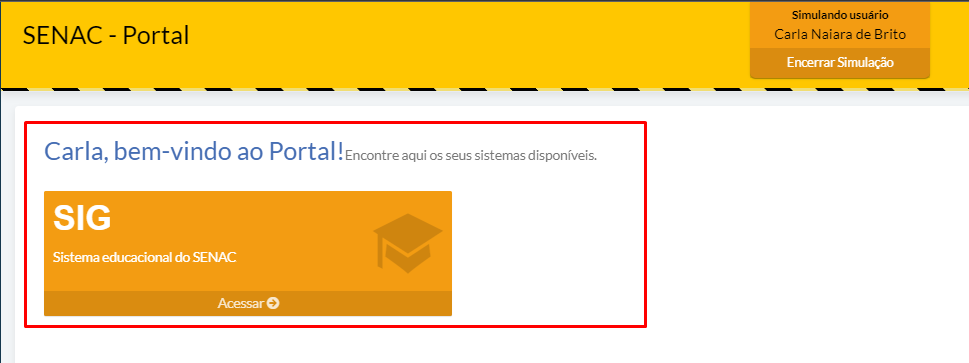 SENAC - Portal
Simulando usuário
Carla Naiara de Brito
Encerrar Simulação
Carla, bem-vindo ao Portal!Encontre aqui os seus sistemas disponíveis.
SIG
Sistema educacional do SENAC
Acessar